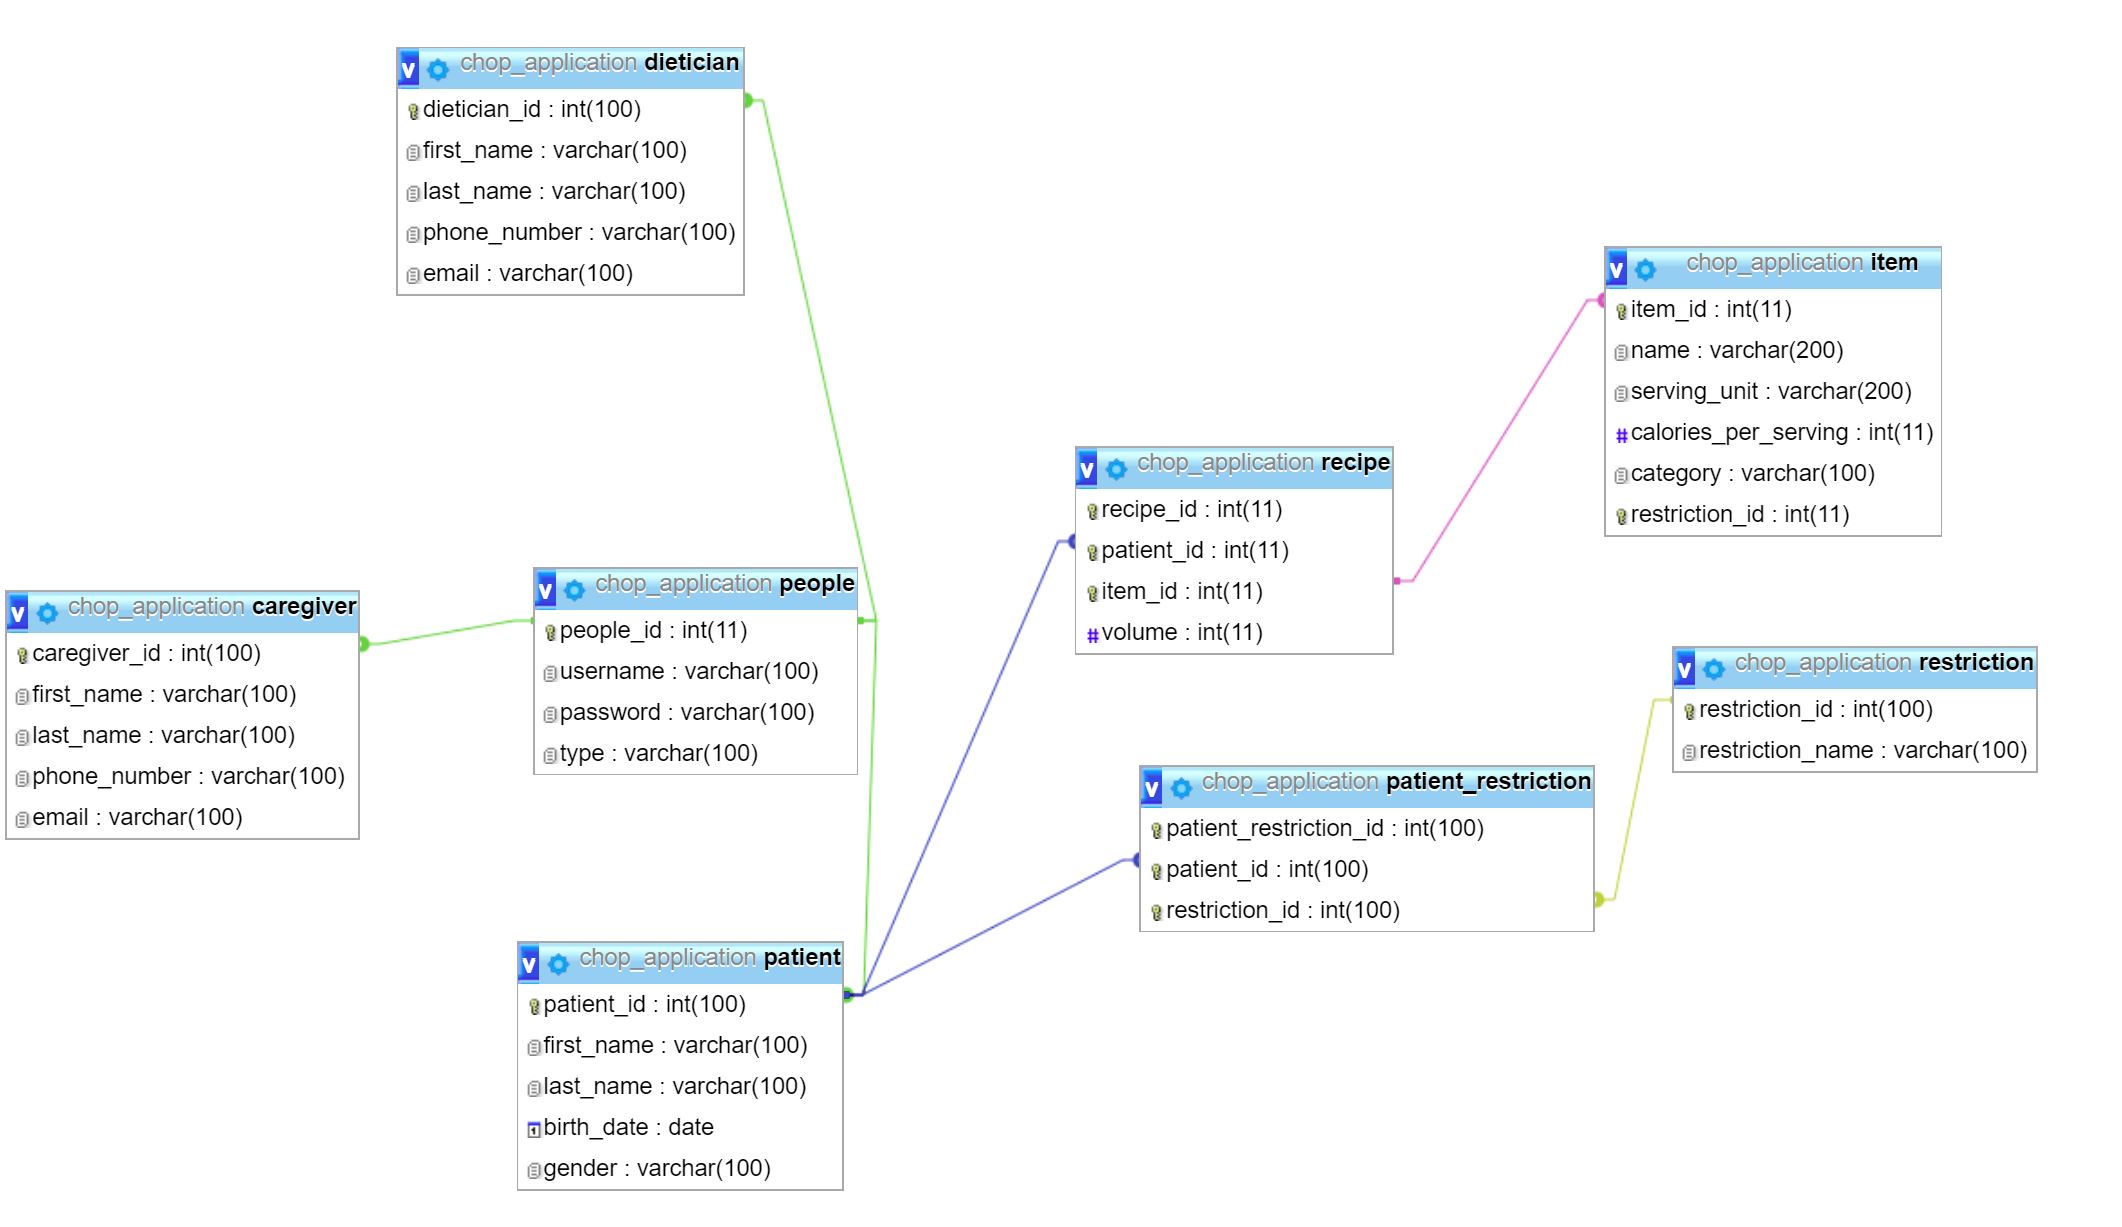 v chop_application dietician
dietician_id : int(100)
first_name : varchar(100)
last_name : varchar(100)
phone_number : varchar(100)
email : varchar(100)
v chop_application item
item_id : int(11)
name : varchar(200)
serving_unit : varchar(200)
# calories_per_serving : int(11)
category : varchar(100)
restriction_id : int(11)
v chop_application recipe
recipe_id : int(11)
patient_id : int(11)
item_id : int(11)
# volume : int(11)
v chop_application people
people_id : int(11)
username : varchar(100)
password : varchar(100)
type : varchar(100)
v chop_application caregiver
caregiver_id : int(100)
first_name : varchar(100)
last_name : varchar(100)
phone_number : varchar(100)
email : varchar(100)
v chop_application restriction
restriction_id : int(100)
restriction_name : varchar(100)
v chop_application patient_restriction
patient_restriction_id : int(100)
patient_id : int(100)
restriction_id : int(100)
v chop_application patient
patient_id : int(100)
first_name : varchar(100)
last_name : varchar(100)
birth_date : date
gender : varchar(100)